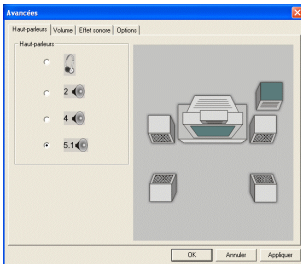 Avancées
Haut-parleurs Volume Effet sonore Options
Haut-parleurs
2
4
5.1
OK Annuler Appliquer